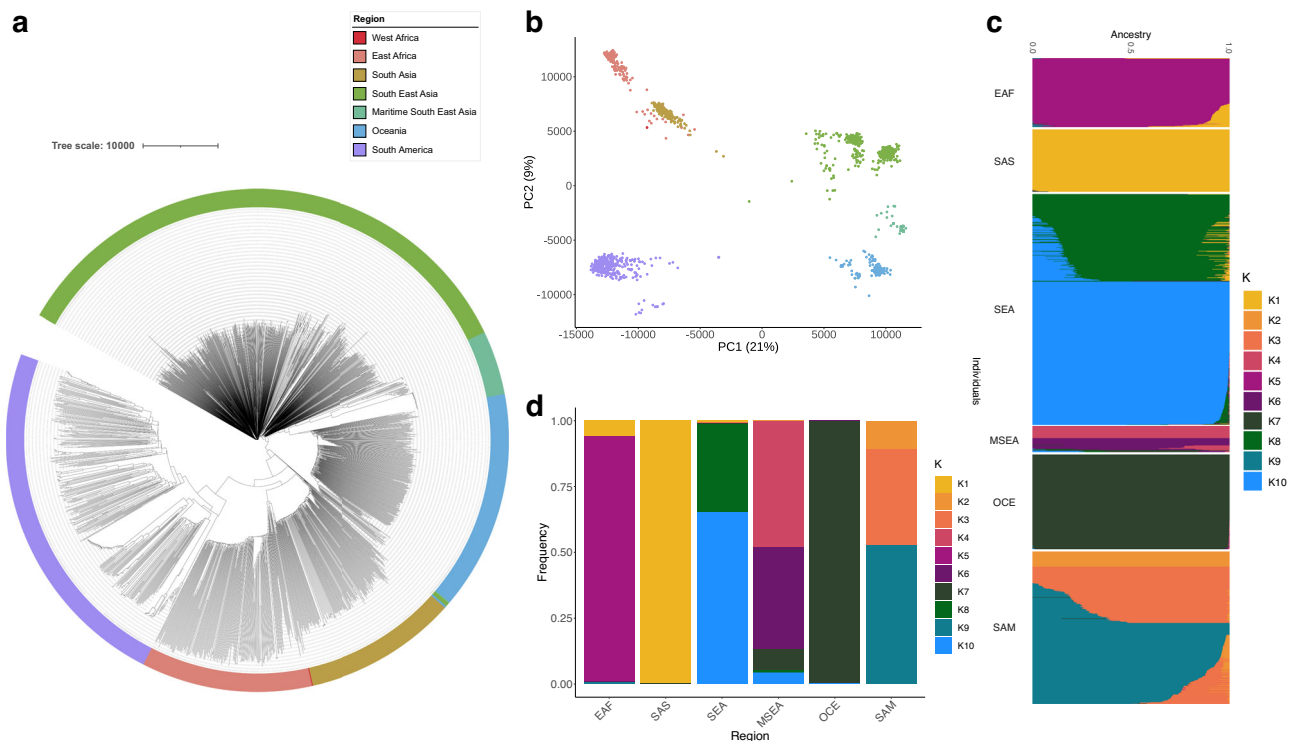 a
Region
West Africa
East Africa
South Asia
South East Asia
Maritime South East Asia
Oceania
South America
Tree scale: 10000
b
PC2 (9%)
10000
5000
0
-5000
-10000
-15000 -10000 -5000 0 5000 10000
PC1 (21%)
c
Ancestry
0.0 0.5 1.0
EAF
SAS
SEA
MSEA
OCE
SAM
Individuals
K
K1
K2
K3
K4
K5
K6
K7
K8
K9
K10
d
Frequency
1.00
0.75
0.50
0.25
0.00
EAF SAS SEA MSEA OCE SAM
Region
K
K1
K2
K3
K4
K5
K6
K7
K8
K9
K10